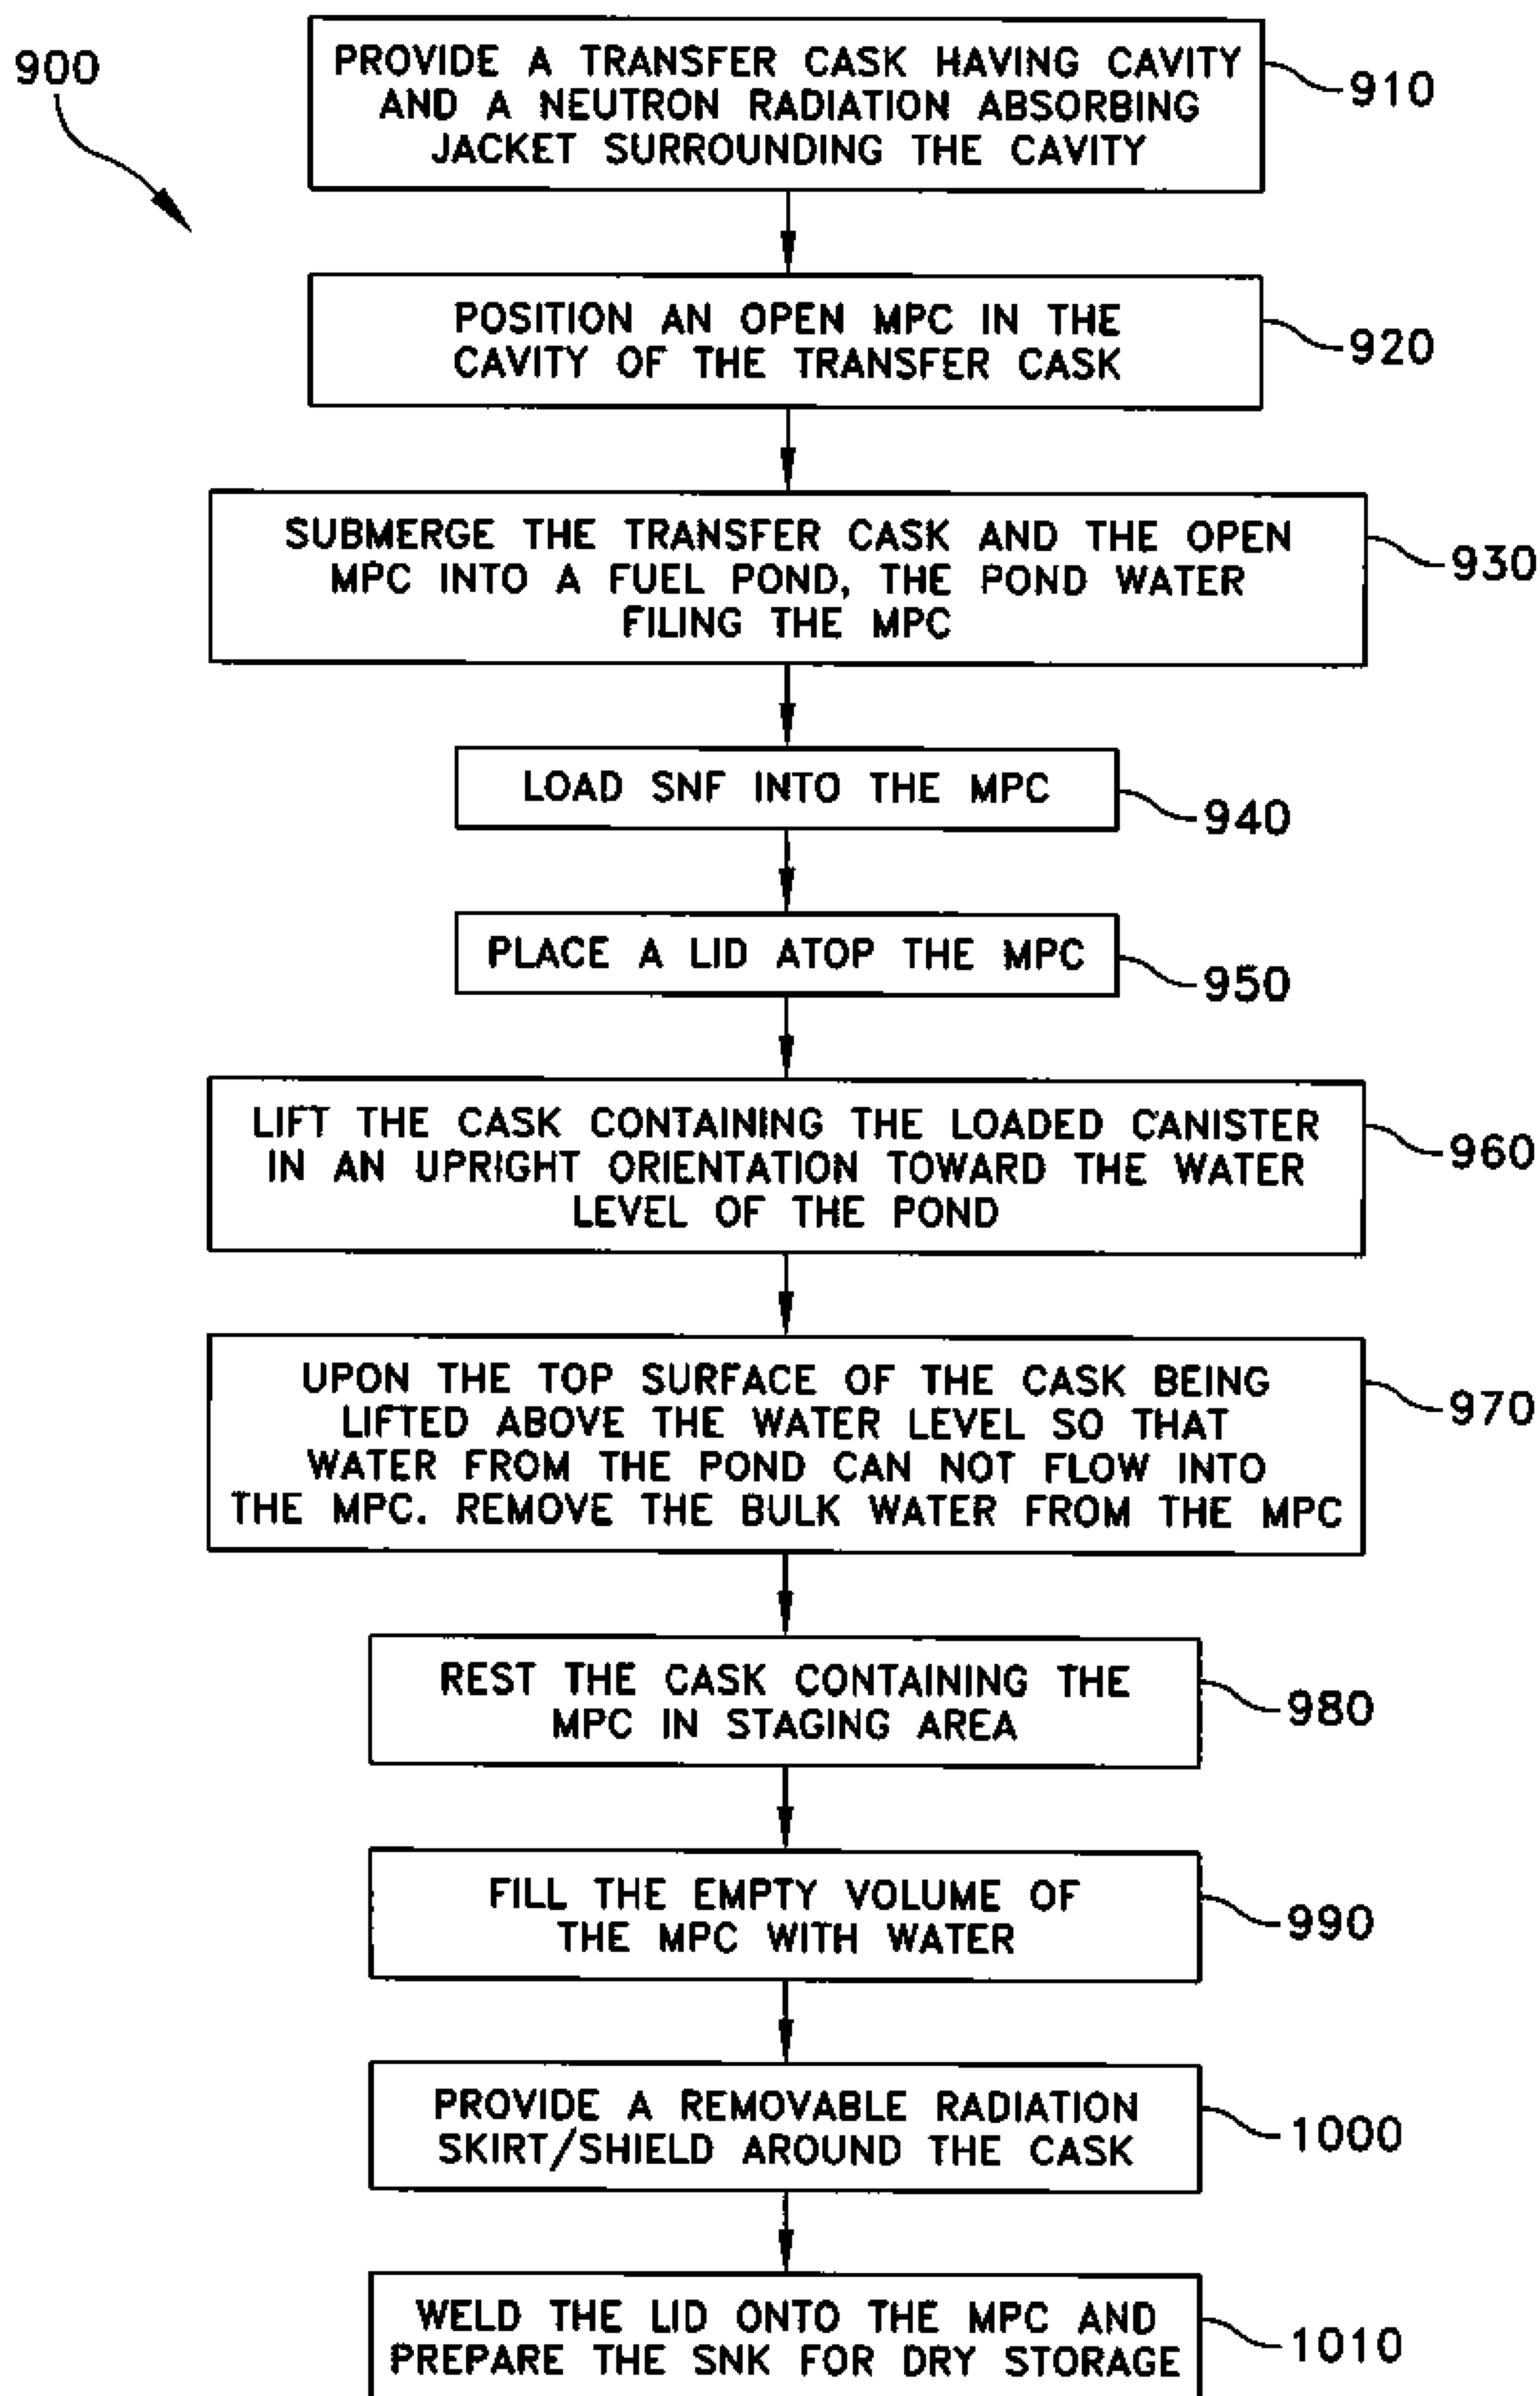 900
PROVIDE A TRANSFER CASK HAVING CAVITY
AND A NEUTRON RADIATION ABSORBING
JACKET SURROUNDING THE CAVITY
910
POSITION AN OPEN MPC IN THE
CAVITY OF THE TRANSFER CASK
920
SUBMERGE THE TRANSFER CASK AND THE OPEN
MPC INTO A FUEL POND, THE POND WATER
FILING THE MPC
930
LOAD SNF INTO THE MPC
940
PLACE A LID ATOP THE MPC
950
LIFT THE CASK CONTAINING THE LOADED CANISTER
IN AN UPRIGHT ORIENTATION TOWARD THE WATER
LEVEL OF THE POND
960
UPON THE TOP SURFACE OF THE CASK BEING
LIFTED ABOVE THE WATER LEVEL SO THAT
WATER FROM THE POND CAN NOT FLOW INTO
THE MPC. REMOVE THE BULK WATER FROM THE MPC
970
REST THE CASK CONTAINING THE
MPC IN STAGING AREA
980
FILL THE EMPTY VOLUME OF
THE MPC WITH WATER
990
PROVIDE A REMOVABLE RADIATION
SKIRT/SHIELD AROUND THE CASK
1000
WELD THE LID ONTO THE MPC AND
PREPARE THE SNK FOR DRY STORAGE
1010